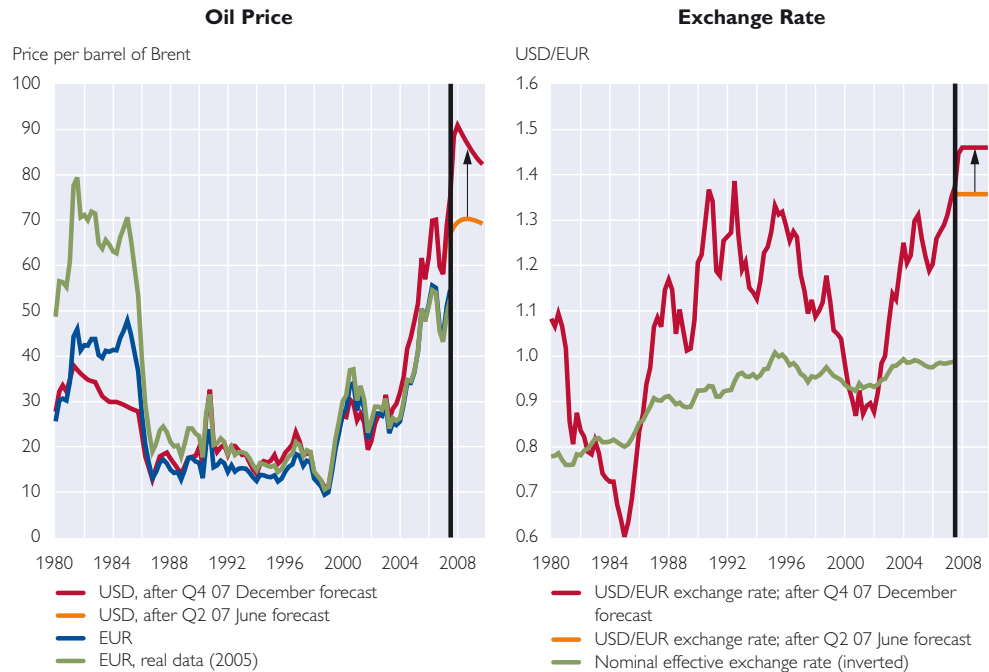 Oil Price
Price per barrel of Brent
100
90
80
70
60
50
40
30
20
10
0
1980 1984 1988 1992 1996 2000 2004 2008
USD, after Q4 07 December forecast
USD, after Q2 07 June forecast
EUR
EUR, real data (2005)
Exchange Rate
USD/EUR
1.6
1.5
1.4
1.3
1.2
1.1
1.0
0.9
0.8
0.7
0.6
1980 1984 1988 1992 1996 2000 2004 2008
USD/EUR exchange rate; after Q4 07 December
forecast
USD/EUR exchange rate; after Q2 07 June forecast
Nominal effective exchange rate (inverted)